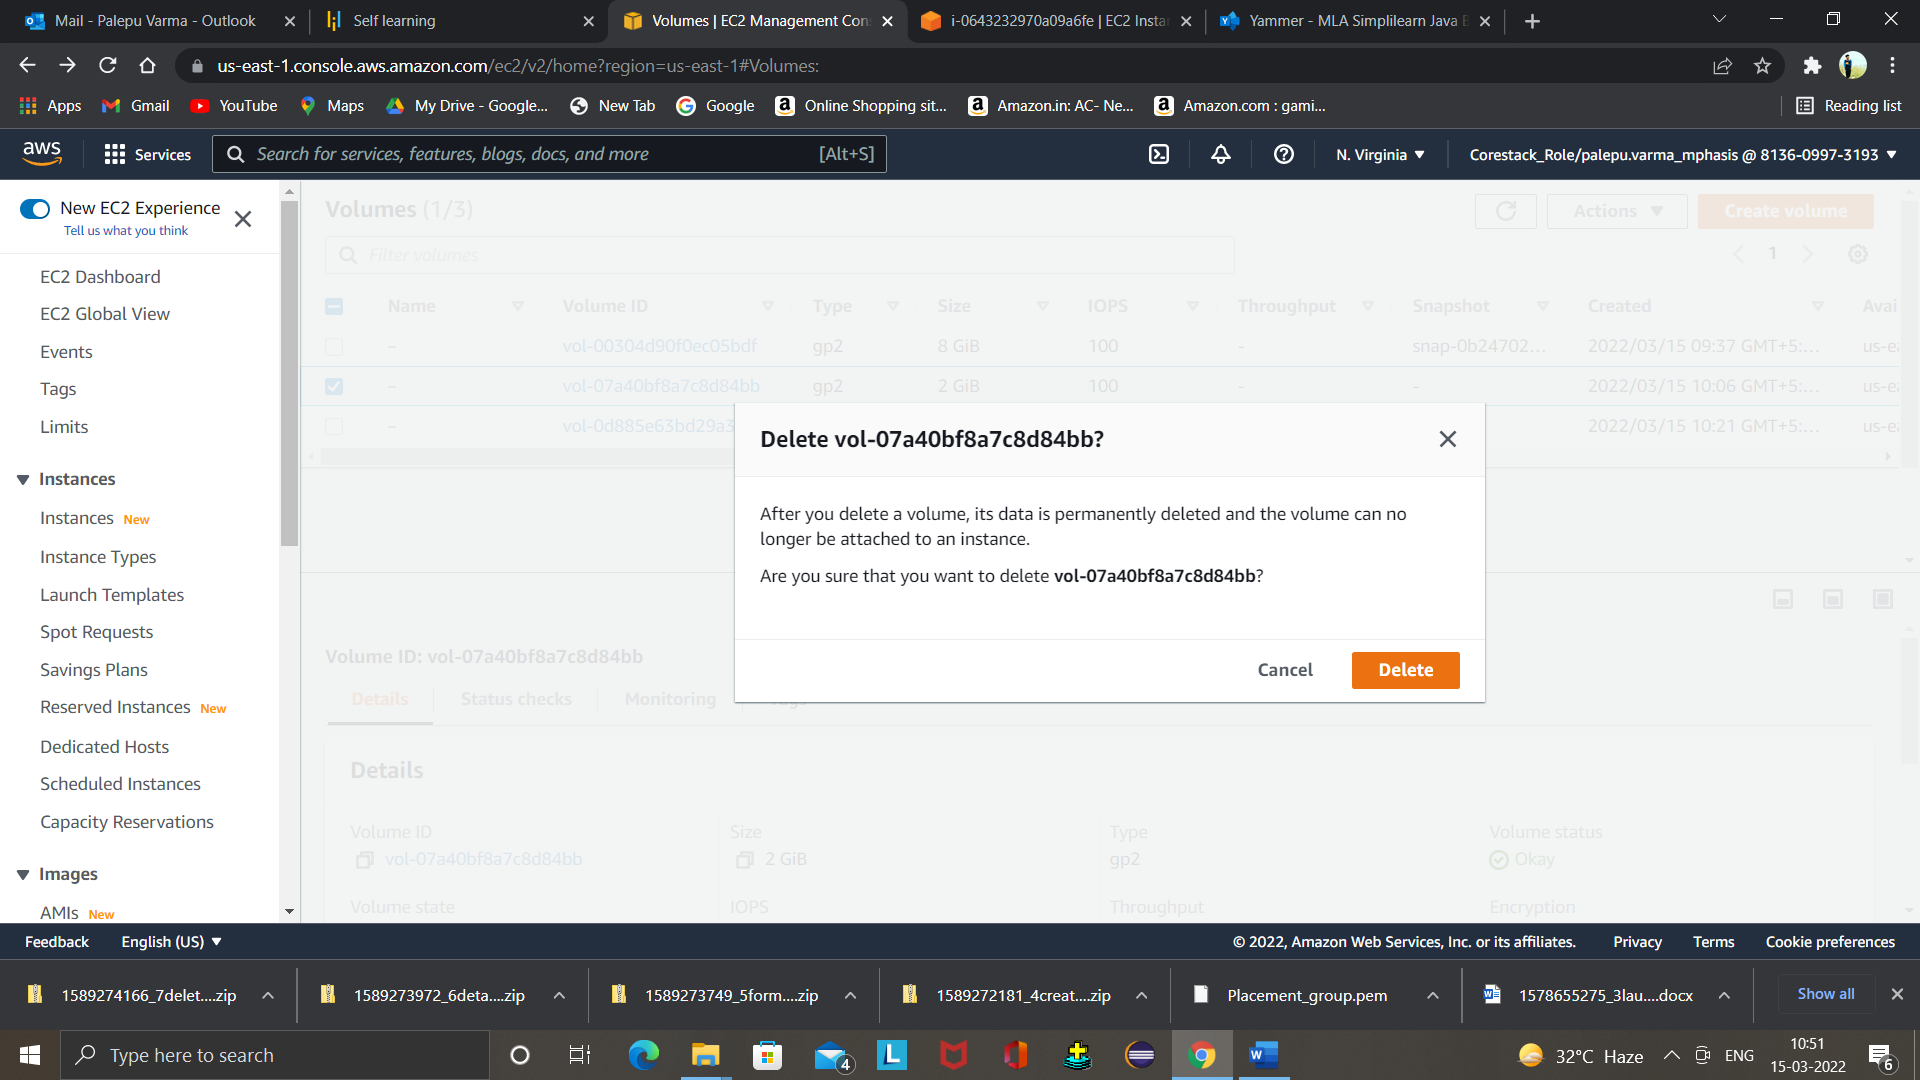 Mail - Palepu Varma - Outlook
Self learning
Volumes | EC2 Management Con
i-0643232970a09a6fe | EC2 Insta
Yammer - MLA Simplilearn Java B
us-east-1.console.aws.amazon.com/ec2/v2/home?region=us-east-1#Volumes:
Apps
Gmail
YouTube
Maps
My Drive - Google...
New Tab
Google
Online Shopping sit...
Amazon.in: AC- Ne...
Amazon.com : gami...
Reading list
aws
Services
Search for services, features, blogs, docs, and more
[Alt+S]
N. Virginia
Corestack_Role/palepu.varma_mphasis @ 8136-0997-3193
New EC2 Experience
Tell us what you think
EC2 Dashboard
EC2 Global View
Events
Tags
Limits
Instances
Instances New
Instance Types
Launch Templates
Spot Requests
Savings Plans
Reserved Instances New
Dedicated Hosts
Scheduled Instances
Capacity Reservations
Images
AMIs New
Volumes (1/3)
Actions
Create volume
Filter volumes
1
Name Volume ID Type Size IOPS Throughput Snapshot Created Avai
– vol-00304d90f0ec05bdf gp2 8 GiB 100 - snap-0b24702... 2022/03/15 09:37 GMT+5:... us-ea
– vol-07a40bf8a7c8d84bb gp2 2 GiB 100 - - 2022/03/15 10:06 GMT+5:... us-ea
– vol-0d885e63bd29a3 2022/03/15 10:21 GMT+5:... us-ea
Delete vol-07a40bf8a7c8d84bb?
After you delete a volume, its data is permanently deleted and the volume can no
longer be attached to an instance.
Are you sure that you want to delete vol-07a40bf8a7c8d84bb?
Cancel
Delete
Volume ID: vol-07a40bf8a7c8d84bb
Details
Status checks
Monitoring
Tags
Details
Volume ID
vol-07a40bf8a7c8d84bb
Size
2 GiB
Type
gp2
Volume status
Okay
Volume state
IOPS
Throughput
Encryption
Feedback
English (US)
© 2022, Amazon Web Services, Inc. or its affiliates.
Privacy
Terms
Cookie preferences
1589274166_7delet....zip
1589273972_6deta....zip
1589273749_5form....zip
1589272181_4creat....zip
Placement_group.pem
1578655275_3lau....docx
Show all
Type here to search
4
L
W
32°C Haze
ENG
10:51
15-03-2022
6